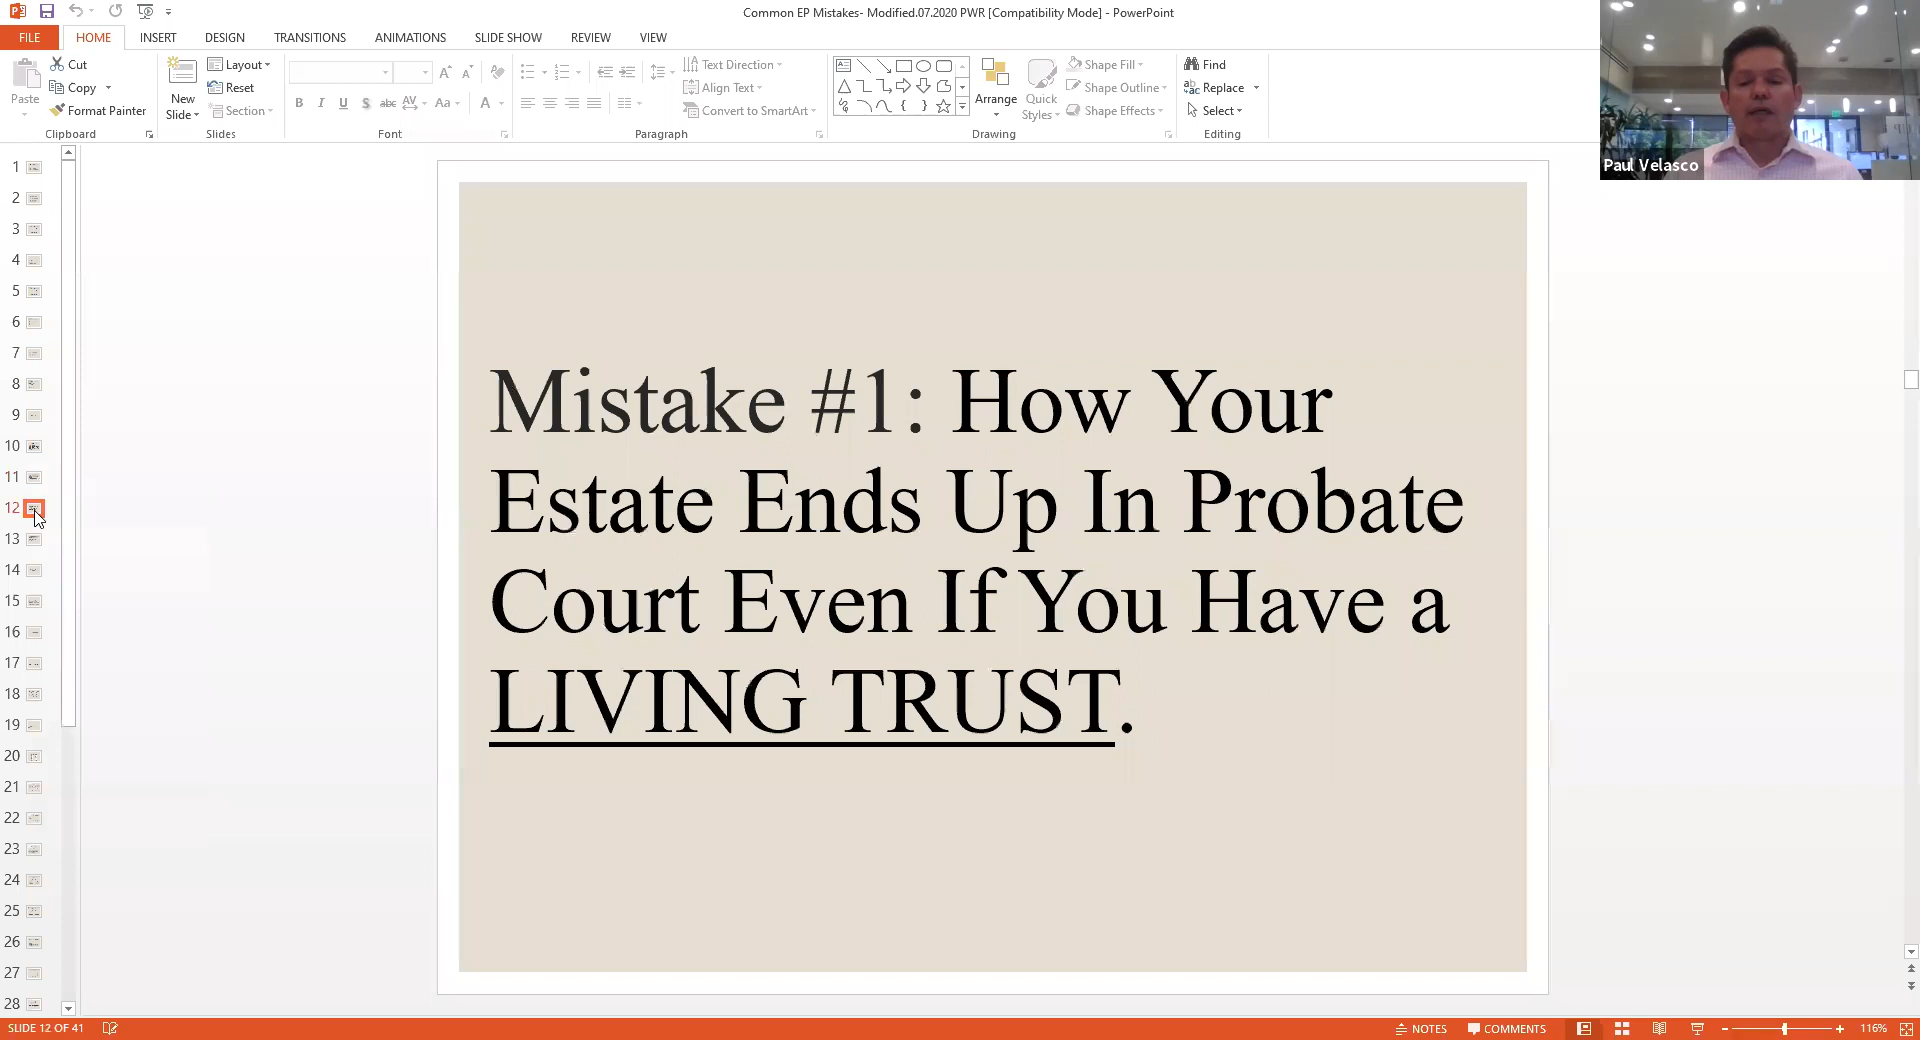 Common EP Mistakes- Modified.07.2020 PWR [Compatibility Mode] - PowerPoint
FILE HOME INSERT DESIGN TRANSITIONS ANIMATIONS SLIDE SHOW REVIEW VIEW
Paste
Cut
Copy
Format Painter
Clipboard
New
Slide
Layout
Reset
Section
Slides
B I U S abc AV Aa A
Font
Text Direction
Align Text
Convert to SmartArt
Paragraph
Arrange
Quick
Styles
Shape Fill
Shape Outline
Shape Effects
Drawing
Find
Replace
Select
Editing
Paul Velasco
1
2
3
4
5
6
7
8
9
10
11
12
13
14
15
16
17
18
19
20
21
22
23
24
25
26
27
28
Mistake #1: How Your
Estate Ends Up In Probate
Court Even If You Have a
LIVING TRUST.
SLIDE 12 OF 41 NOTES COMMENTS 116%